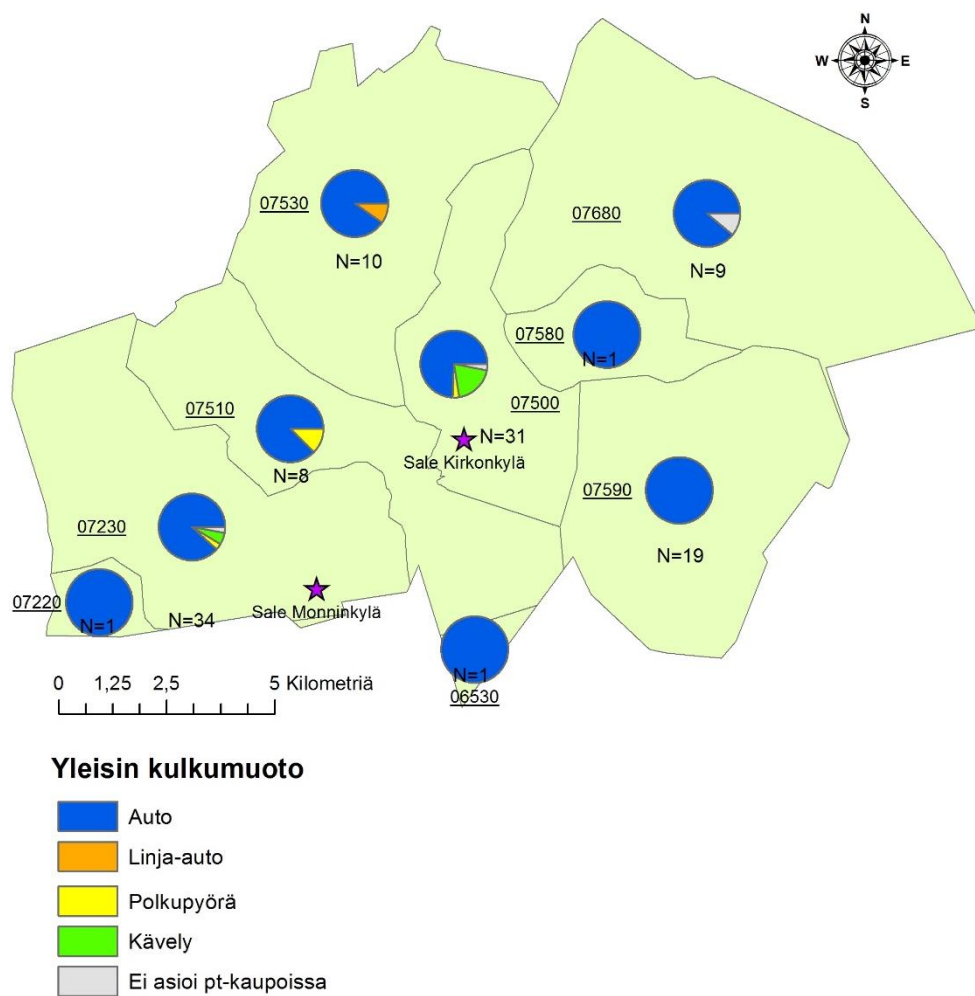 N
W E
S
07530
N=10
07680
N=9
07580
N=1
07510
N=8
07500
N=31
Sale Kirkonkylä
07590
N=19
07230
N=34
07220
N=1
Sale Monninkylä
N=1
06530
0 1,25 2,5 5 Kilometriä
Yleisin kulkumuoto
Auto
Linja-auto
Polkupyörä
Kävely
Ei asioi pt-kaupoissa